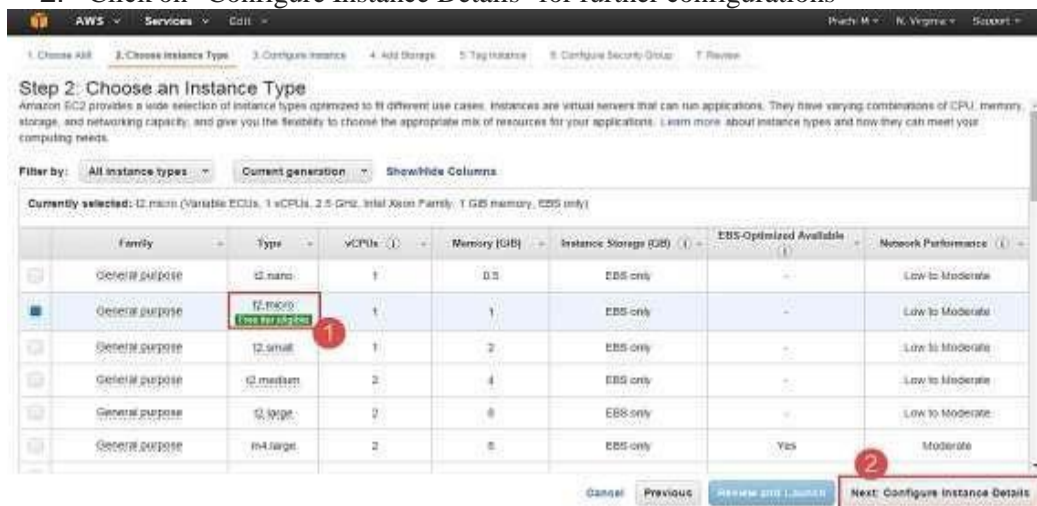 2. Click on "Configure Instance Details" for further configurations
AWS Services Edit Prachi M N. Virginia Support
1. Choose AMI 2. Choose Instance Type 3. Configure Instance 4. Add Storage 5. Tag Instance 6. Configure Security Group 7. Review
Step 2: Choose an Instance Type
Amazon EC2 provides a wide selection of instance types optimized to fit different use cases. Instances are virtual servers that can run applications. They have varying combinations of CPU, memory,
storage, and networking capacity, and give you the flexibility to choose the appropriate mix of resources for your applications. Learn more about instance types and how they can meet your
computing needs.
Filter by: All instance types Current generation Show/Hide Columns
Currently selected: t2.micro (Variable ECUs, 1 vCPUs, 2.5 GHz, Intel Xeon Family, 1 GiB memory, EBS only)
Family Type vCPUs Memory (GiB) Instance Storage (GB) EBS-Optimized Available Network Performance
General purpose t2.nano 1 0.5 EBS only - Low to Moderate
General purpose t2.micro 1 1 EBS only - Low to Moderate
Free tier eligible
1
General purpose t2.small 1 2 EBS only - Low to Moderate
General purpose t2.medium 2 4 EBS only - Low to Moderate
General purpose t2.large 2 8 EBS only - Low to Moderate
General purpose m4.large 2 8 EBS only Yes Moderate
2
Cancel Previous Review and Launch Next: Configure Instance Details